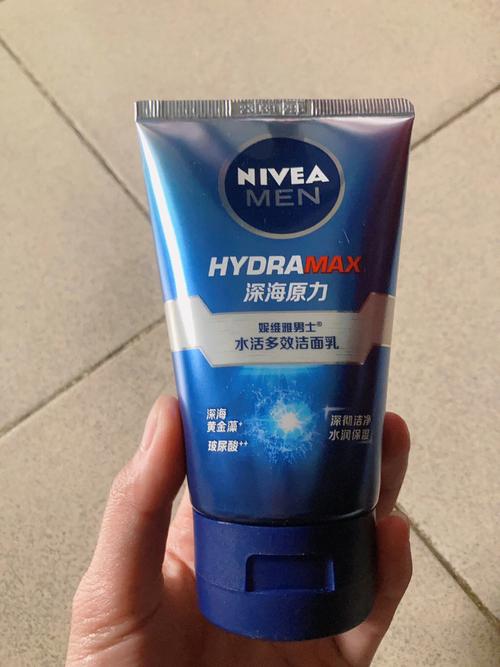 NIVEA
MEN
HYDRAMAX
深海原力
妮维雅男士®
水活多效洁面乳
深海
黄金藻+
玻尿酸++
深彻洁净
水润保湿